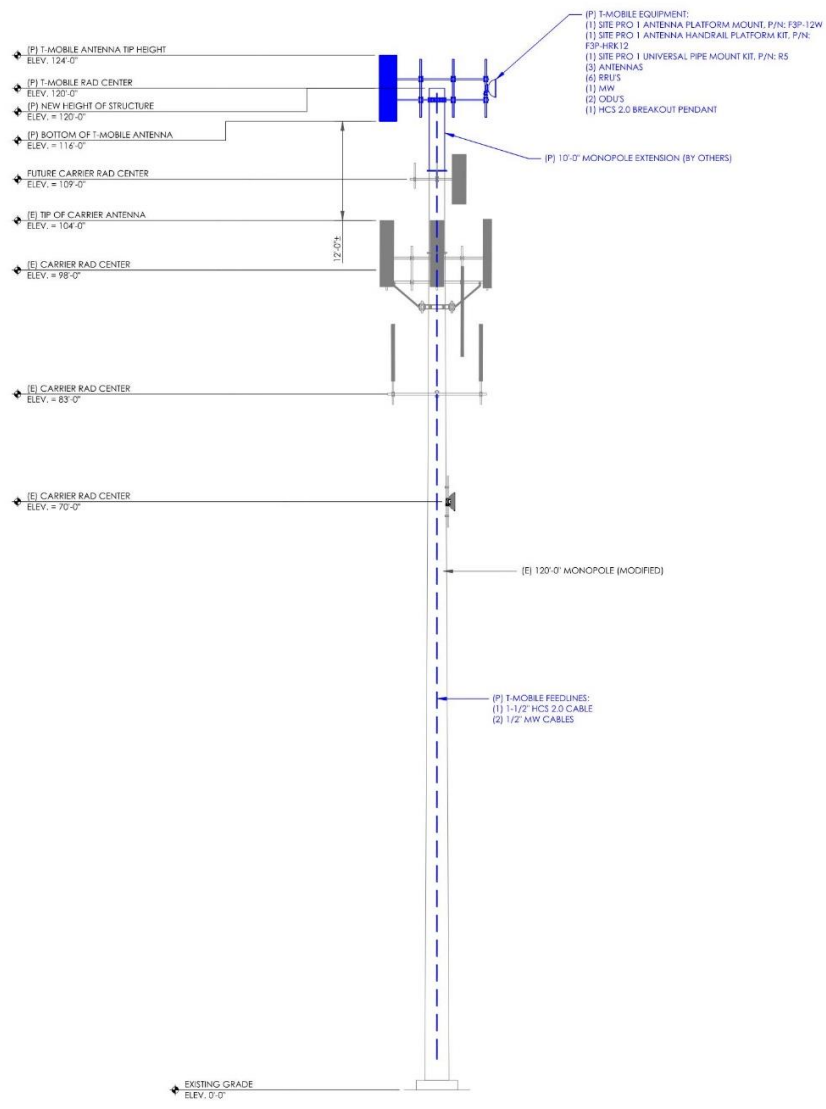 (P) T-MOBILE ANTENNA TIP HEIGHT
ELEV. 124'-0"
(P) T-MOBILE RAD CENTER
ELEV. 120'-0"
(P) NEW HEIGHT OF STRUCTURE
ELEV. = 120'-0"
(P) BOTTOM OF T-MOBILE ANTENNA
ELEV. = 116'-0"
FUTURE CARRIER RAD CENTER
ELEV. = 109'-0"
(E) TIP OF CARRIER ANTENNA
ELEV. = 104'-0"
(E) CARRIER RAD CENTER
ELEV. = 98'-0"
(E) CARRIER RAD CENTER
ELEV. = 83'-0"
(E) CARRIER RAD CENTER
ELEV. = 70'-0"
EXISTING GRADE
ELEV. 0'-0"
12'-0"±
(P) T-MOBILE EQUIPMENT:
(1) SITE PRO 1 ANTENNA PLATFORM MOUNT, P/N: F3P-12W
(1) SITE PRO 1 ANTENNA HANDRAIL PLATFORM KIT, P/N:
F3P-HRK12
(1) SITE PRO 1 UNIVERSAL PIPE MOUNT KIT, P/N: R5
(3) ANTENNAS
(6) RRU'S
(1) MW
(2) ODU'S
(1) HCS 2.0 BREAKOUT PENDANT
(P) 10'-0" MONOPOLE EXTENSION (BY OTHERS)
(E) 120'-0" MONOPOLE (MODIFIED)
(P) T-MOBILE FEEDLINES:
(1) 1-1/2" HCS 2.0 CABLE
(2) 1/2" MW CABLES